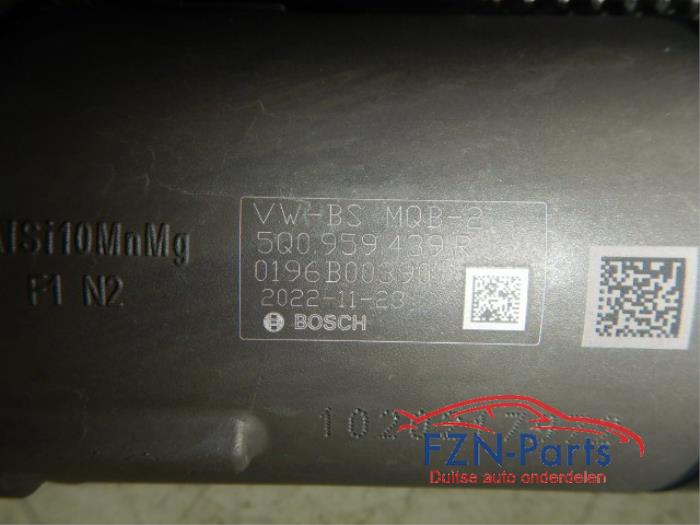 VW-BS MQB-2
5Q0.959.439.P
0196B00390
2022-11-23
BOSCH
AlSi10MnMg
F1 N2
FZN-Parts
Duitse auto onderdelen